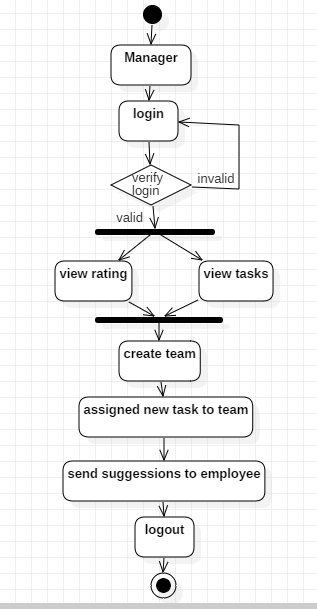 Manager
login
verify
login
invalid
valid
view rating
view tasks
create team
assigned new task to team
send suggessions to employee
logout